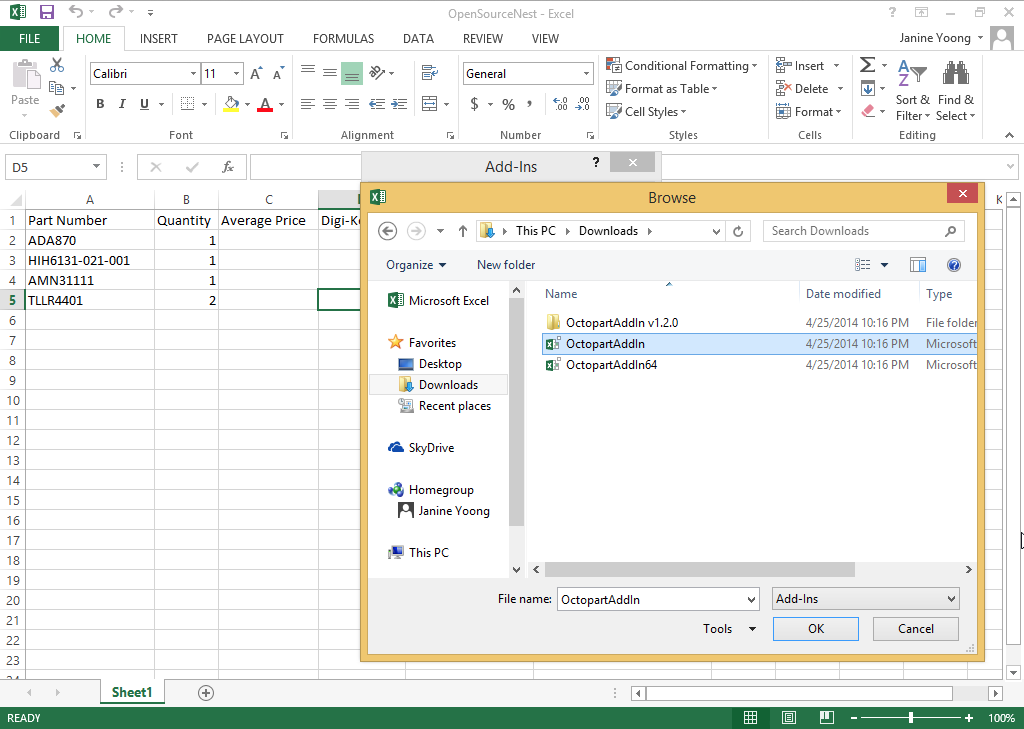 OpenSourceNest - Excel
FILE HOME INSERT PAGE LAYOUT FORMULAS DATA REVIEW VIEW Janine Yoong
Paste
Calibri 11
B I U A
General
$ % ,
Conditional Formatting
Format as Table
Cell Styles
Insert
Delete
Format
Sort & Filter
Find & Select
Clipboard Font Alignment Number Styles Cells Editing
D5 fx
Add-Ins ?
A B C K
1 Part Number Quantity Average Price Digi-K
2 ADA870 1
3 HIH6131-021-001 1
4 AMN31111 1
5 TLLR4401 2
6
7
8
9
10
11
12
13
14
15
16
17
18
19
20
21
22
23
24
Browse
This PC Downloads Search Downloads
Organize New folder
Microsoft Excel
Favorites
Desktop
Downloads
Recent places
SkyDrive
Homegroup
Janine Yoong
This PC
Name Date modified Type
OctopartAddIn v1.2.0 4/25/2014 10:16 PM File folder
OctopartAddIn 4/25/2014 10:16 PM Microsoft
OctopartAddIn64 4/25/2014 10:16 PM Microsoft
File name: OctopartAddIn Add-Ins
Tools OK Cancel
Sheet1
READY 100%